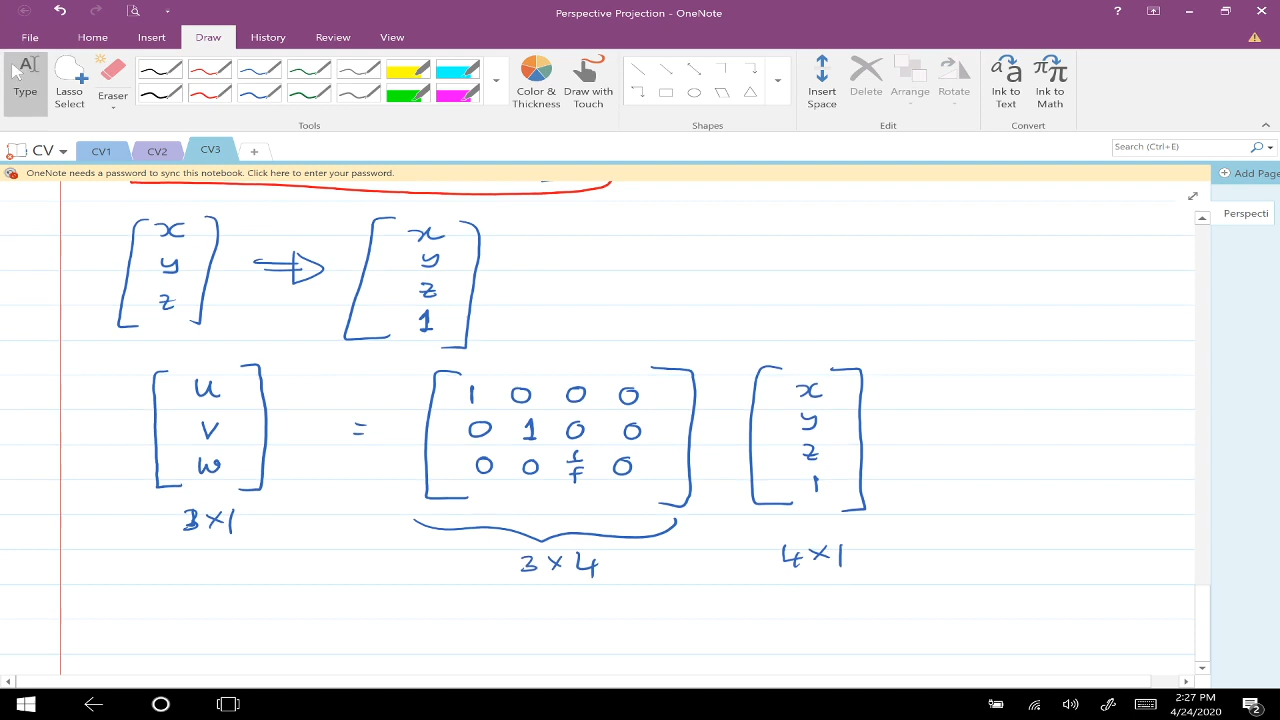 Perspective Projection - OneNote
?
File Home Insert Draw History Review View
Type
Lasso Select
Eraser
Color & Thickness
Draw with Touch
Insert Space
Delete
Arrange
Rotate
Ink to Text
Ink to Math
Tools
Shapes
Edit
Convert
CV CV1 CV2 CV3 +
Search (Ctrl+E)
OneNote needs a password to sync this notebook. Click here to enter your password.
Add Page
Perspecti
[x y z] ⇒ [x y z 1]
[u v w] = [1 0 0 0
0 1 0 0
0 0 1/f 0] [x y z 1]
3×1
3×4
4×1
2:27 PM
4/24/2020
2